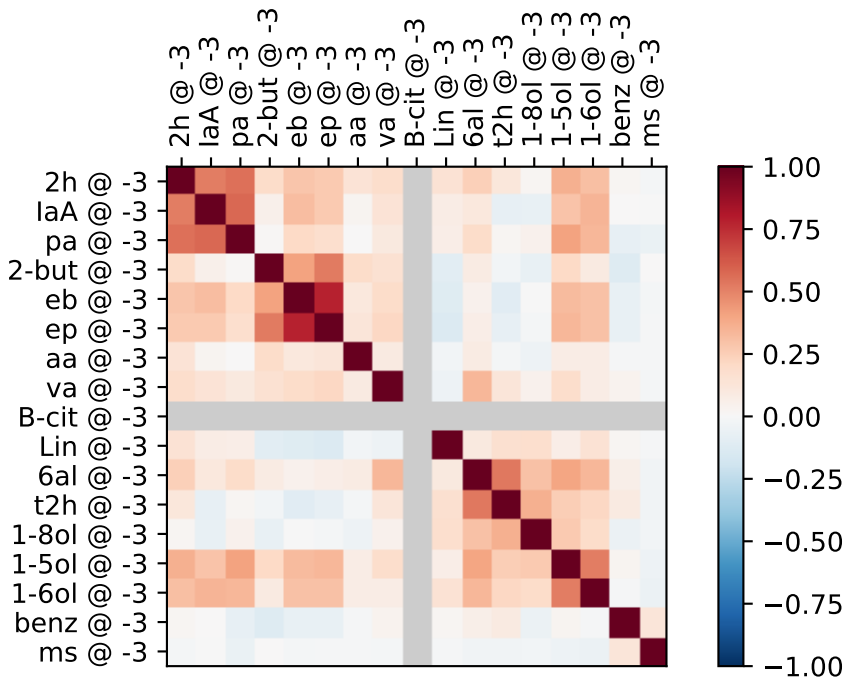 2h @ -3
IaA @ -3
pa @ -3
2-but @ -3
eb @ -3
ep @ -3
aa @ -3
va @ -3
B-cit @ -3
Lin @ -3
6al @ -3
t2h @ -3
1-8ol @ -3
1-5ol @ -3
1-6ol @ -3
benz @ -3
ms @ -3
2h @ -3
IaA @ -3
pa @ -3
2-but @ -3
eb @ -3
ep @ -3
aa @ -3
va @ -3
B-cit @ -3
Lin @ -3
6al @ -3
t2h @ -3
1-8ol @ -3
1-5ol @ -3
1-6ol @ -3
benz @ -3
ms @ -3
1.00
0.75
0.50
0.25
0.00
−0.25
−0.50
−0.75
−1.00